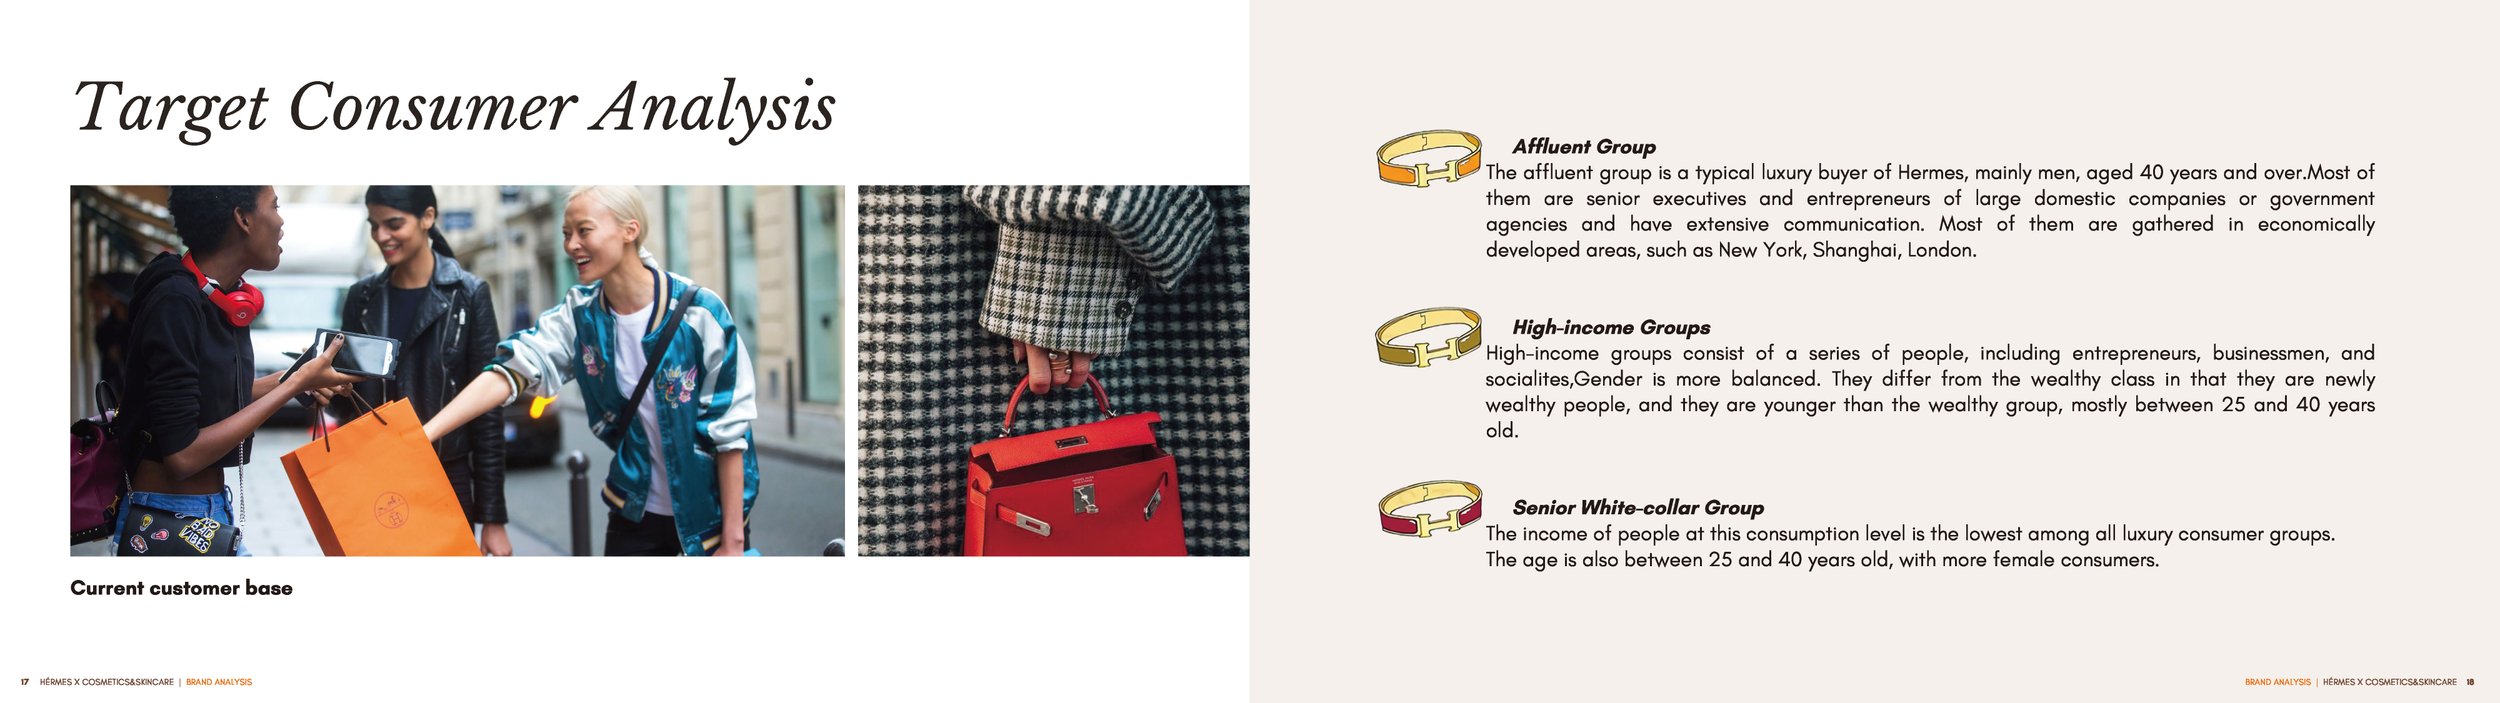 Target Consumer Analysis
NO
BAD
VIBES
Current customer base
17 HÉRMES X COSMETICS&SKINCARE | BRAND ANALYSIS
Affluent Group
The affluent group is a typical luxury buyer of Hermes, mainly men, aged 40 years and over.Most of
them are senior executives and entrepreneurs of large domestic companies or government
agencies and have extensive communication. Most of them are gathered in economically
developed areas, such as New York, Shanghai, London.
High-income Groups
High-income groups consist of a series of people, including entrepreneurs, businessmen, and
socialites,Gender is more balanced. They differ from the wealthy class in that they are newly
wealthy people, and they are younger than the wealthy group, mostly between 25 and 40 years
old.
Senior White-collar Group
The income of people at this consumption level is the lowest among all luxury consumer groups.
The age is also between 25 and 40 years old, with more female consumers.
BRAND ANALYSIS | HÉRMES X COSMETICS&SKINCARE 18